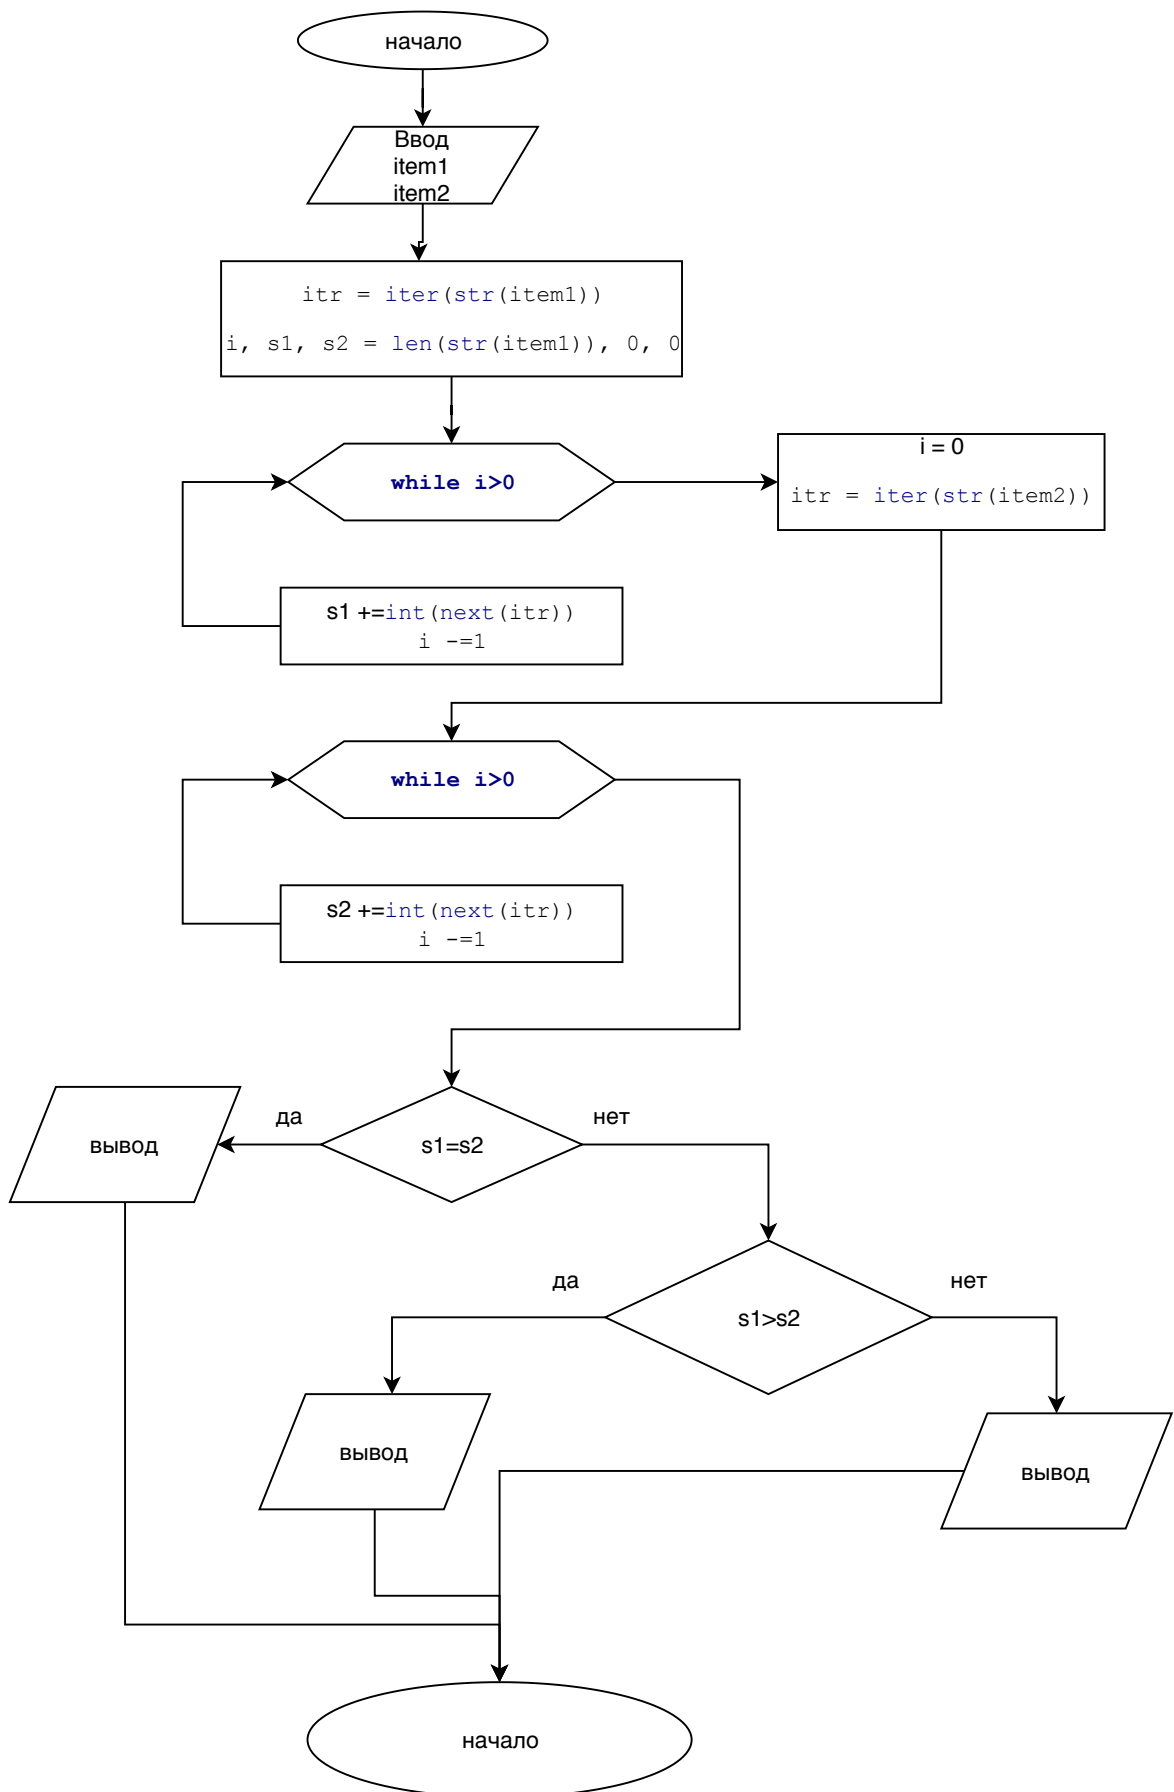 начало
Ввод
item1
item2
itr = iter(str(item1))
i, s1, s2 = len(str(item1)), 0, 0
while i>0
i = 0
itr = iter(str(item2))
s1 +=int(next(itr))
i -=1
while i>0
s2 +=int(next(itr))
i -=1
да
нет
вывод
s1=s2
да
нет
s1>s2
вывод
вывод
начало